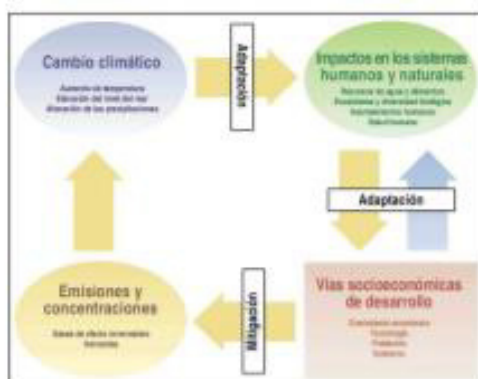 Cambio climático
Aumento de temperatura
Elevación del nivel del mar
Alteración de las precipitaciones
Adaptación
Impactos en los sistemas
humanos y naturales
Recursos de agua y alimentos
Ecosistemas y diversidad biológica
Asentamientos humanos
Salud humana
Adaptación
Vías socioeconómicas
de desarrollo
Crecimiento económico
Tecnología
Población
Gobierno
Mitigación
Emisiones y
concentraciones
Gases de efecto invernadero
Aerosoles